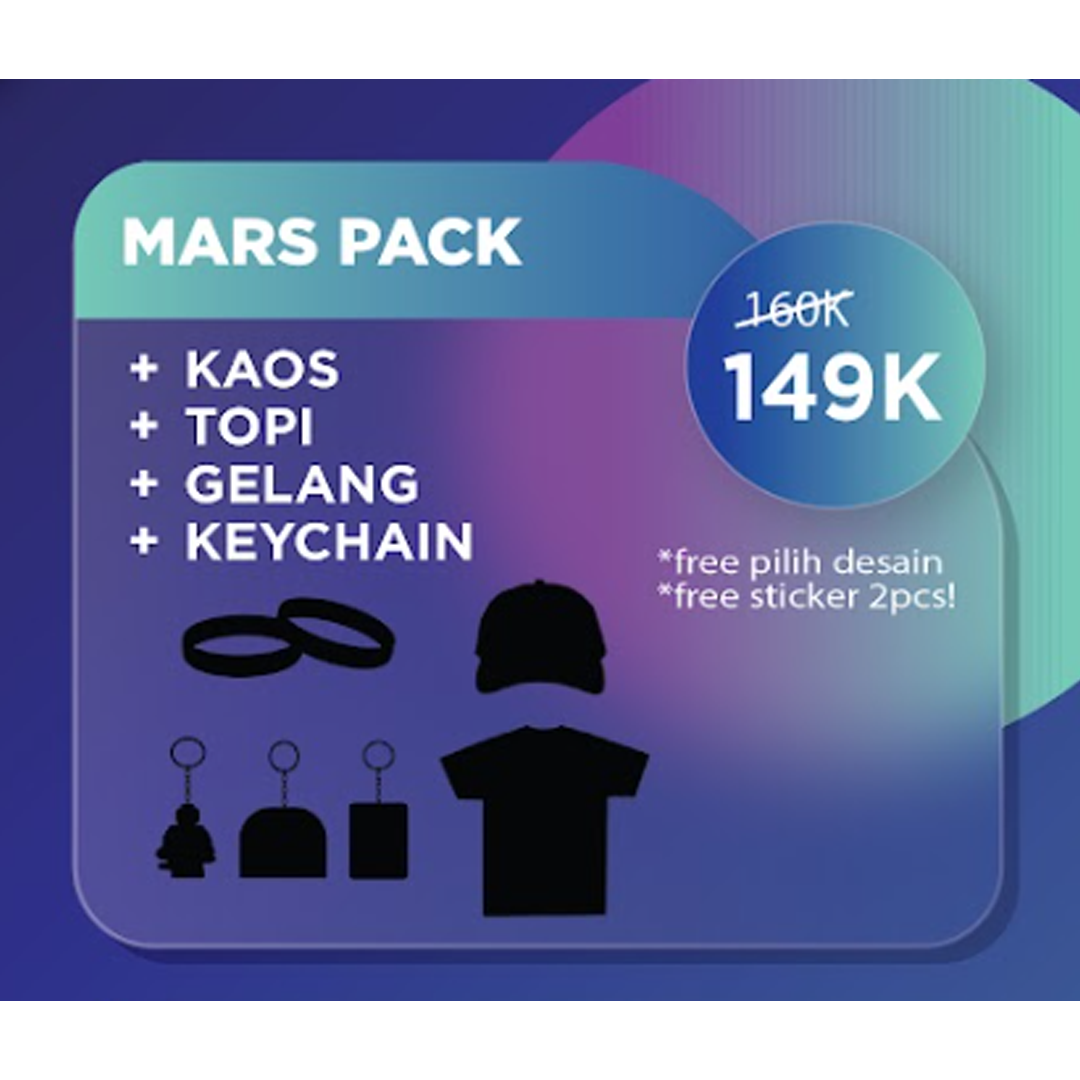 MARS PACK
160K
149K
+ KAOS
+ TOPI
+ GELANG
+ KEYCHAIN
*free pilih desain
*free sticker 2pcs!